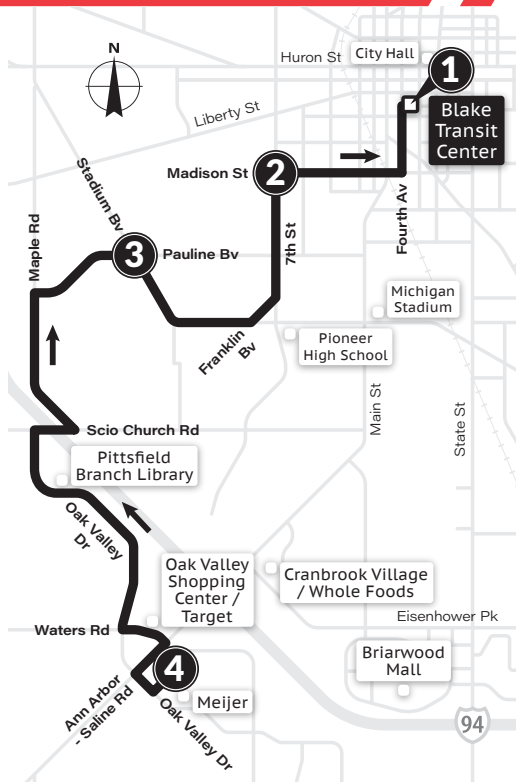 N
Huron St
City Hall
1
Blake
Transit
Center
Liberty St
Madison St
2
Fourth Av
7th St
Stadium Bv
3
Pauline Bv
Maple Rd
Michigan
Stadium
Pioneer
High School
Franklin
Bv
Main St
State St
Scio Church Rd
Pittsfield
Branch Library
Oak Valley
Dr
Oak Valley
Shopping
Center /
Target
Cranbrook Village
/ Whole Foods
Eisenhower Pk
Waters Rd
Briarwood
Mall
4
Meijer
Ann Arbor
- Saline Rd
Oak Valley Dr
94